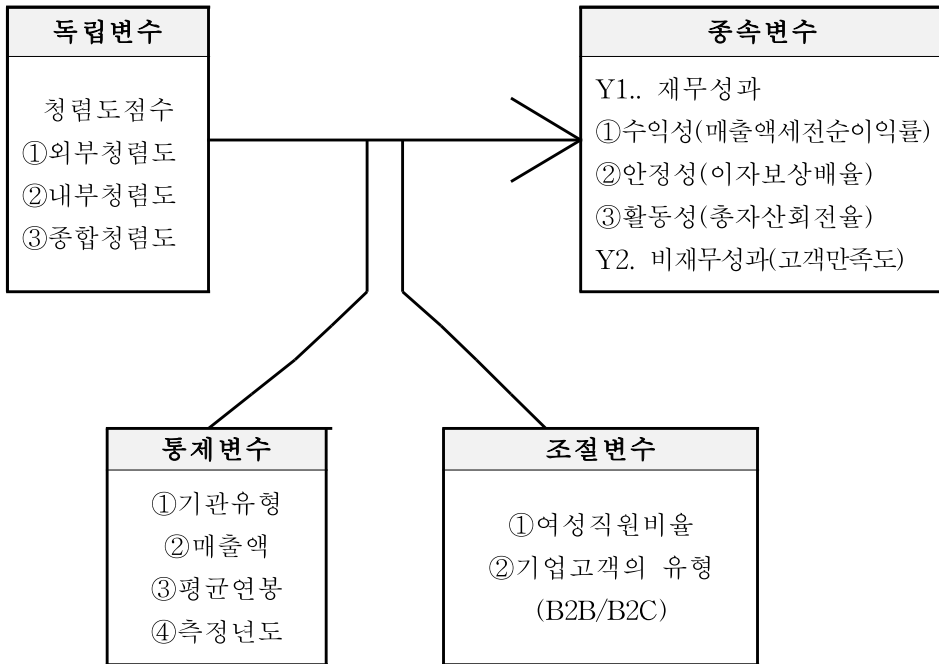 독립변수
청렴도점수
①외부청렴도
②내부청렴도
③종합청렴도
종속변수
Y1.. 재무성과
①수익성(매출액세전순이익률)
②안정성(이자보상배율)
③활동성(총자산회전율)
Y2. 비재무성과(고객만족도)
통제변수
①기관유형
②매출액
③평균연봉
④측정년도
조절변수
①여성직원비율
②기업고객의 유형
(B2B/B2C)